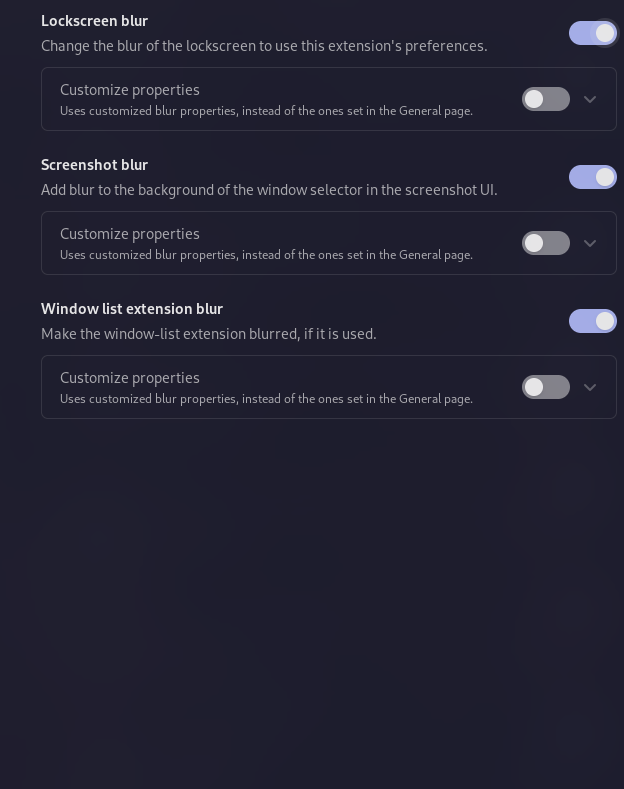 Lockscreen blur
Change the blur of the lockscreen to use this extension's preferences.
Customize properties
Uses customized blur properties, instead of the ones set in the General page.
Screenshot blur
Add blur to the background of the window selector in the screenshot UI.
Customize properties
Uses customized blur properties, instead of the ones set in the General page.
Window list extension blur
Make the window-list extension blurred, if it is used.
Customize properties
Uses customized blur properties, instead of the ones set in the General page.